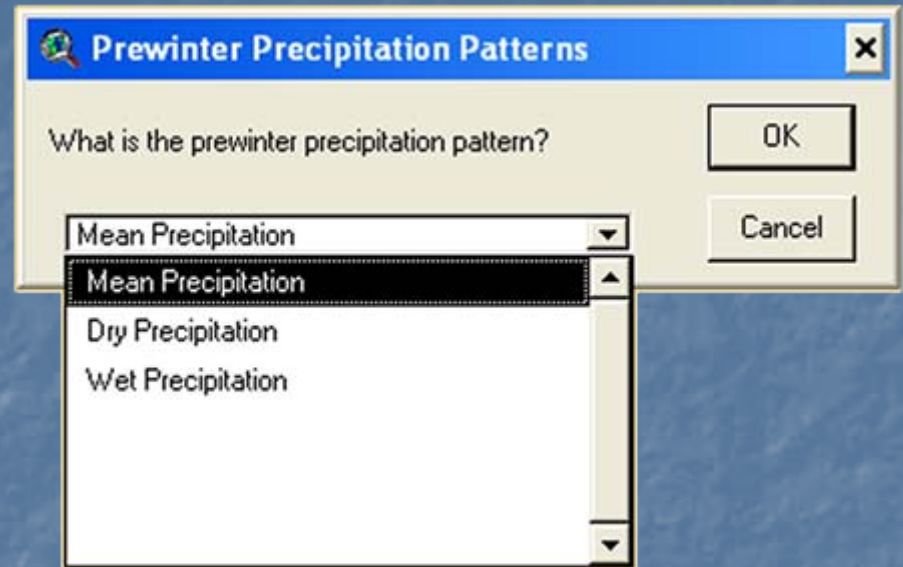 Prewinter Precipitation Patterns
What is the prewinter precipitation pattern?
OK
Mean Precipitation
Cancel
Mean Precipitation
Dry Precipitation
Wet Precipitation